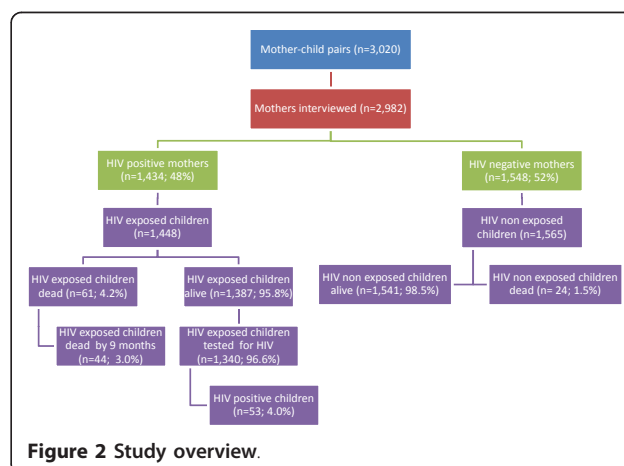 Mother-child pairs (n=3,020)
Mothers interviewed (n=2,982)
HIV positive mothers
(n=1,434; 48%)
HIV negative mothers
(n=1,548; 52%)
HIV exposed children
(n=1,448)
HIV non exposed
children (n=1,565)
HIV exposed children
dead (n=61; 4.2%)
HIV exposed children
alive (n=1,387; 95.8%)
HIV non exposed children
alive (n=1,541; 98.5%)
HIV non exposed children
dead (n= 24; 1.5%)
HIV exposed children
dead by 9 months
(n=44; 3.0%)
HIV exposed children
tested for HIV
(n=1,340; 96.6%)
HIV positive children
(n=53; 4.0%)
Figure 2 Study overview.